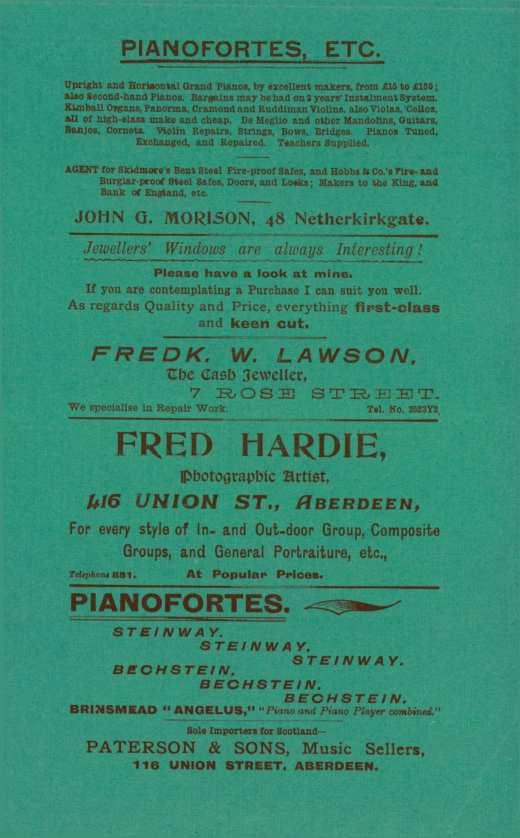 PIANOFORTES, ETC.
Upright and Horizontal Grand Pianos, by excellent makers, from £15 to £150;
also Second-hand Pianos. Bargains may be had on 2 years' Instalment System.
Kimball Organs, Panorma, Cramond and Ruddiman Violins, also Violas, 'Cellos,
all of high-class make and cheap. De Meglio and other Mandolins, Guitars,
Banjos, Cornets. Violin Repairs, Strings, Bows, Bridges. Pianos Tuned,
Exchanged, and Repaired. Teachers Supplied.
AGENT for Skidmore's Bent Steel Fire-proof Safes, and Hobbs & Co.'s Fire- and
Burglar-proof Steel Safes, Doors, and Locks; Makers to the King, and
Bank of England, etc.
JOHN G. MORISON, 48 Netherkirkgate.
Jewellers' Windows are always Interesting!
Please have a look at mine.
If you are contemplating a Purchase I can suit you well.
As regards Quality and Price, everything first-class
and keen cut.
FREDK. W. LAWSON,
The Cash Jeweller,
7 ROSE STREET.
We specialise in Repair Work. Tel. No.
FRED HARDIE,
Photographic Artist,
416 UNION ST., ABERDEEN,
For every style of In- and Out-door Group, Composite
Groups, and General Portraiture, etc.,
Telephone 881. At Popular Prices.
PIANOFORTES.
STEINWAY.
STEINWAY.
STEINWAY.
BECHSTEIN.
BECHSTEIN.
BECHSTEIN.
BRINSMEAD "ANGELUS," "Piano and Piano Player combined."
Sole Importers for Scotland—
PATERSON & SONS, Music Sellers,
116 UNION STREET, ABERDEEN.